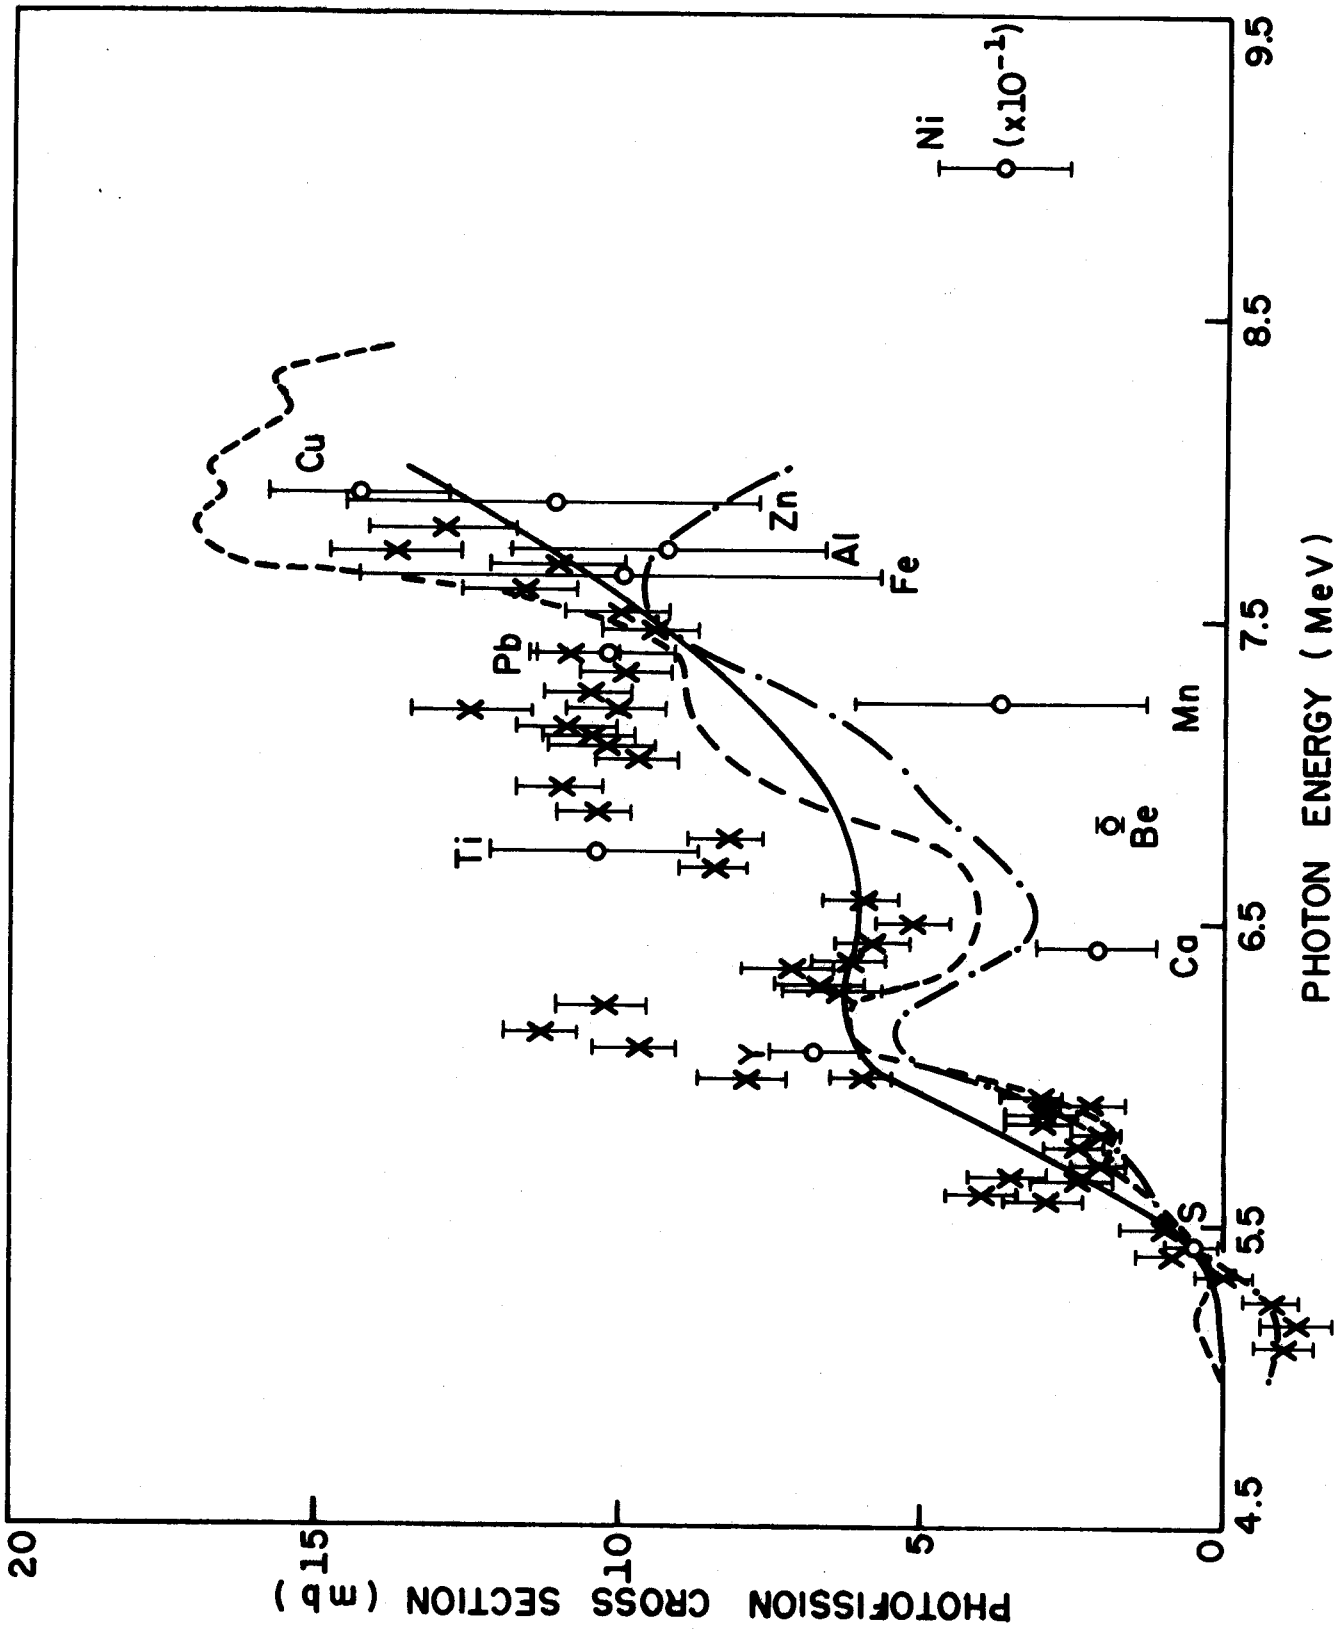 PHOTOFISSION CROSS SECTION (mb)
20
15
10
5
0
4.5
5.5
6.5
7.5
8.5
9.5
PHOTON ENERGY (MeV)
S
Y
Ca
Ti
Be
Mn
Pb
Fe
Al
Zn
Cu
Ni
(x10⁻¹)